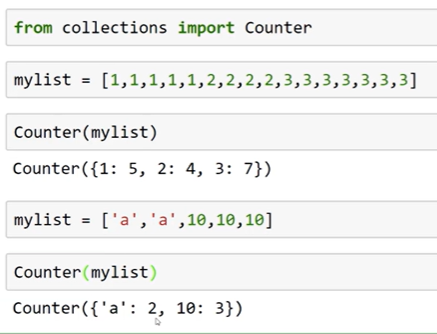 from collections import Counter
mylist = [1,1,1,1,1,2,2,2,2,3,3,3,3,3,3,3]
Counter(mylist)
Counter({1: 5, 2: 4, 3: 7})
mylist = ['a','a',10,10,10]
Counter(mylist)
Counter({'a': 2, 10: 3})